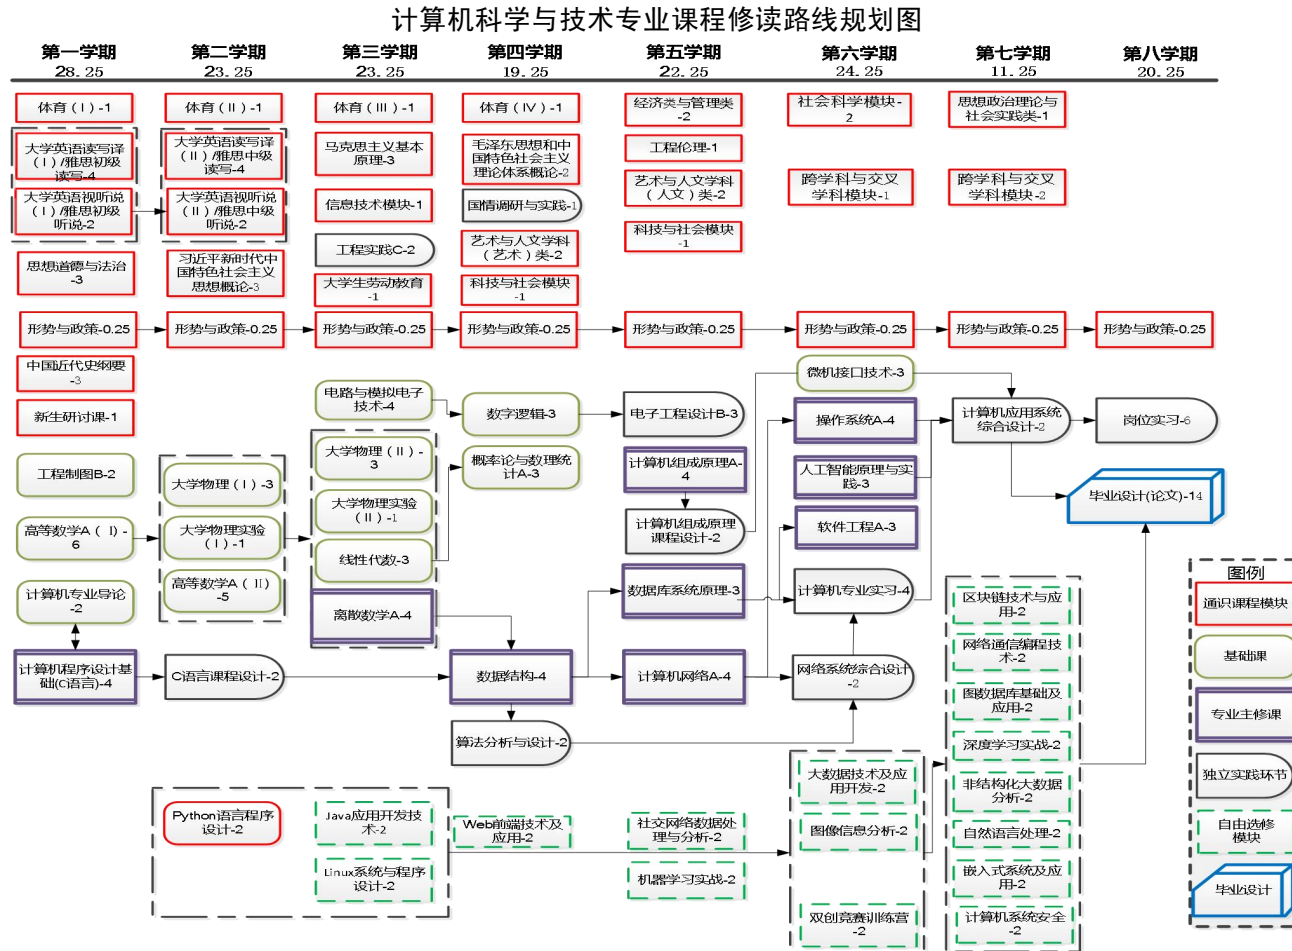 计算机科学与技术专业课程修读路线规划图
第一学期
28.25
第二学期
23.25
第三学期
23.25
第四学期
19.25
第五学期
22.25
第六学期
24.25
第七学期
11.25
第八学期
20.25
体育(I)-1
大学英语读写译
(I)/雅思初级
读写-4
大学英语视听说
(I)/雅思初级
听说-2
思想道德与法治
-3
形势与政策-0.25
中国近代史纲要
-3
新生研讨课-1
工程制图B-2
高等数学A(I)-
6
计算机专业导论
-2
计算机程序设计基
础(C语言)-4
体育(II)-1
大学英语读写译
(II)/雅思中级
读写-4
大学英语视听说
(II)/雅思中级
听说-2
习近平新时代中
国特色社会主义
思想概论-3
形势与政策-0.25
大学物理(I)-3
大学物理实验
(I)-1
高等数学A(II)
-5
C语言课程设计-2
Python语言程序
设计-2
体育(III)-1
马克思主义基本
原理-3
信息技术模块-1
工程实践C-2
大学生劳动教育
-1
形势与政策-0.25
电路与模拟电子
技术-4
大学物理(II)-
3
大学物理实验
(II)-1
线性代数-3
离散数学A-4
Java应用开发技
术-2
Linux系统与程序
设计-2
体育(IV)-1
毛泽东思想和中
国特色社会主义
理论体系概论-2
国情调研与实践-1
艺术与人文学科
(艺术)类-2
科技与社会模块
-1
形势与政策-0.25
数字逻辑-3
概率论与数理统
计A-3
数据结构-4
算法分析与设计-2
Web前端技术及
应用-2
经济类与管理类
-2
工程伦理-1
艺术与人文学科
(人文)类-2
科技与社会模块
-1
形势与政策-0.25
电子工程设计B-3
计算机组成原理A-
4
计算机组成原理
课程设计-2
数据库系统原理-3
计算机网络A-4
社交网络数据处
理与分析-2
机器学习实战-2
社会科学模块-
2
跨学科与交叉
学科模块-1
形势与政策-0.25
微机接口技术-3
操作系统A-4
人工智能原理与实
践-3
软件工程A-3
计算机专业实习-4
网络系统综合设计
-2
大数据技术及应
用开发-2
图像信息分析-2
双创竞赛训练营
-2
思想政治理论与
社会实践类-1
跨学科与交叉
学科模块-2
形势与政策-0.25
计算机应用系统
综合设计-2
区块链技术与应
用-2
网络通信编程技
术-2
图数据库基础及
应用-2
深度学习实战-2
非结构化大数据
分析-2
自然语言处理-2
嵌入式系统及应
用-2
计算机系统安全
-2
形势与政策-0.25
岗位实习-6
毕业设计(论文)-14
图例
通识课程模块
基础课
专业主修课
独立实践环节
自由选修
模块
毕业设计